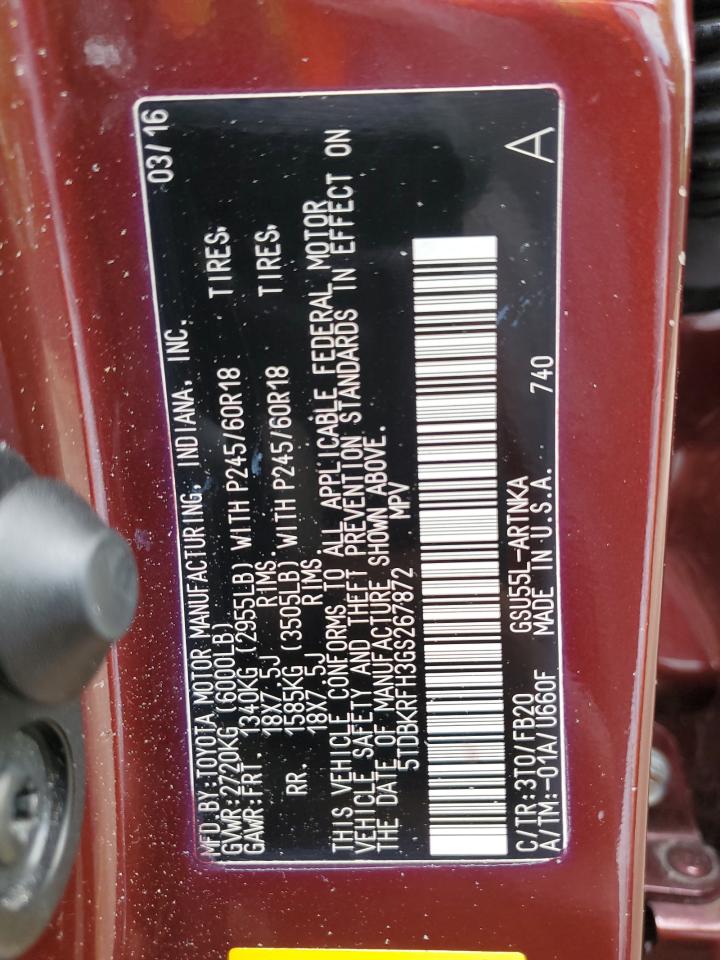 MFD.BY:TOYOTA MOTOR MANUFACTURING, INDIANA, INC. 03/16
GVWR:2720KG (6000LB)
GAWR:FRT. 1340KG (2955LB) WITH P245/60R18 TIRES,
18X7.5J RIMS.
RR. 1585KG (3505LB) WITH P245/60R18 TIRES,
18X7.5J RIMS.
THIS VEHICLE CONFORMS TO ALL APPLICABLE FEDERAL MOTOR
VEHICLE SAFETY AND THEFT PREVENTION STANDARDS IN EFFECT ON
THE DATE OF MANUFACTURE SHOWN ABOVE.
5TDBKRFH3GS267872 MPV
C/TR:3T0/FB20 GSU55L-ARTNKA 740 A
A/TM:-01A/U660F MADE IN U.S.A.